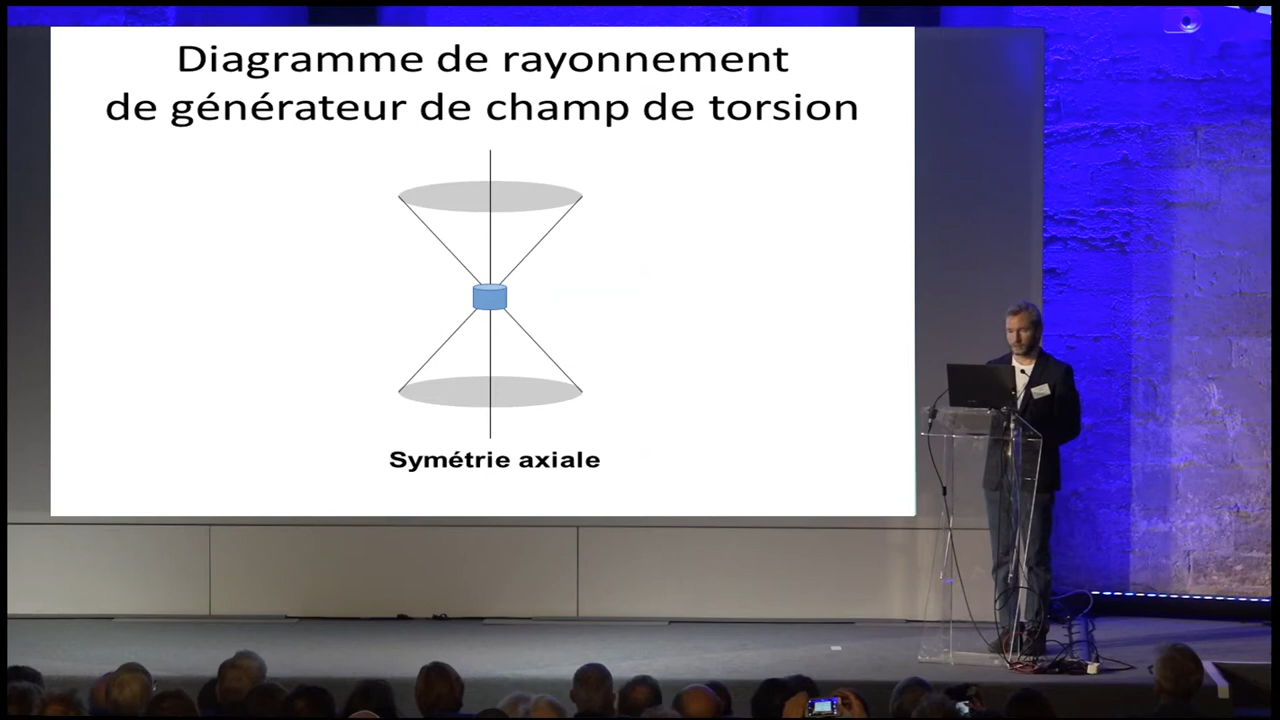 Diagramme de rayonnement
de générateur de champ de torsion
Symétrie axiale